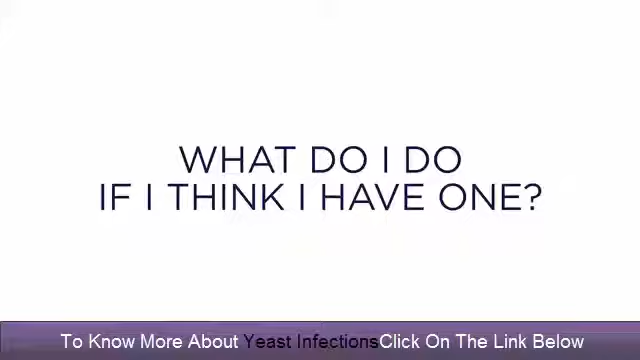 WHAT DO I DO
IF I THINK I HAVE ONE?
To Know More About Yeast InfectionsClick On The Link Below